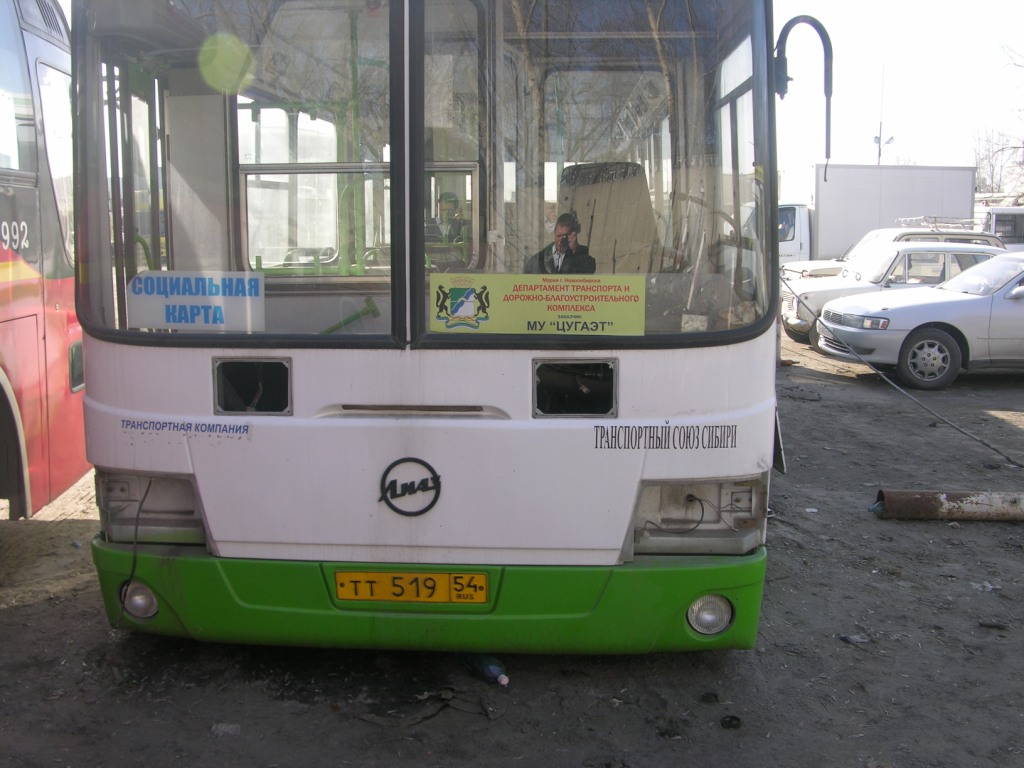 992
СОЦИАЛЬНАЯ
КАРТА
Мэрия г. Новосибирска
ДЕПАРТАМЕНТ ТРАНСПОРТА И
ДОРОЖНО-БЛАГОУСТРОИТЕЛЬНОГО
КОМПЛЕКСА
ЗАКАЗЧИК:
МУ "ЦУГАЭТ"
ТРАНСПОРТНАЯ КОМПАНИЯ
ТРАНСПОРТНЫЙ СОЮЗ СИБИРИ
ЛиАЗ
ТТ 519 54
RUS